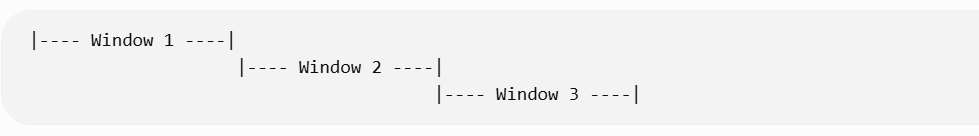 |---- Window 1 ----|
|---- Window 2 ----|
|---- Window 3 ----|